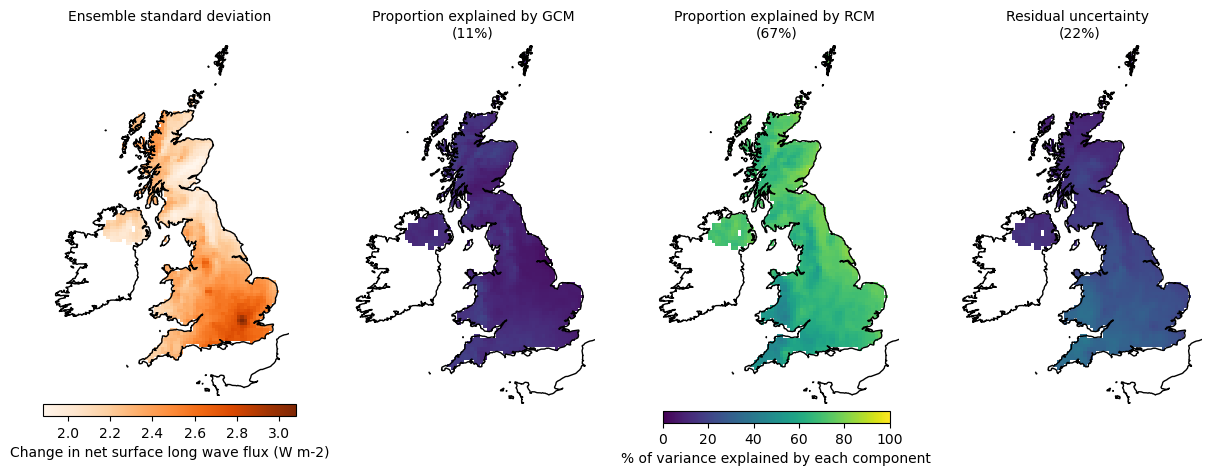 Ensemble standard deviation
Proportion explained by GCM
(11%)
Proportion explained by RCM
(67%)
Residual uncertainty
(22%)
2.0 2.2 2.4 2.6 2.8 3.0
Change in net surface long wave flux (W m-2)
0 20 40 60 80 100
% of variance explained by each component